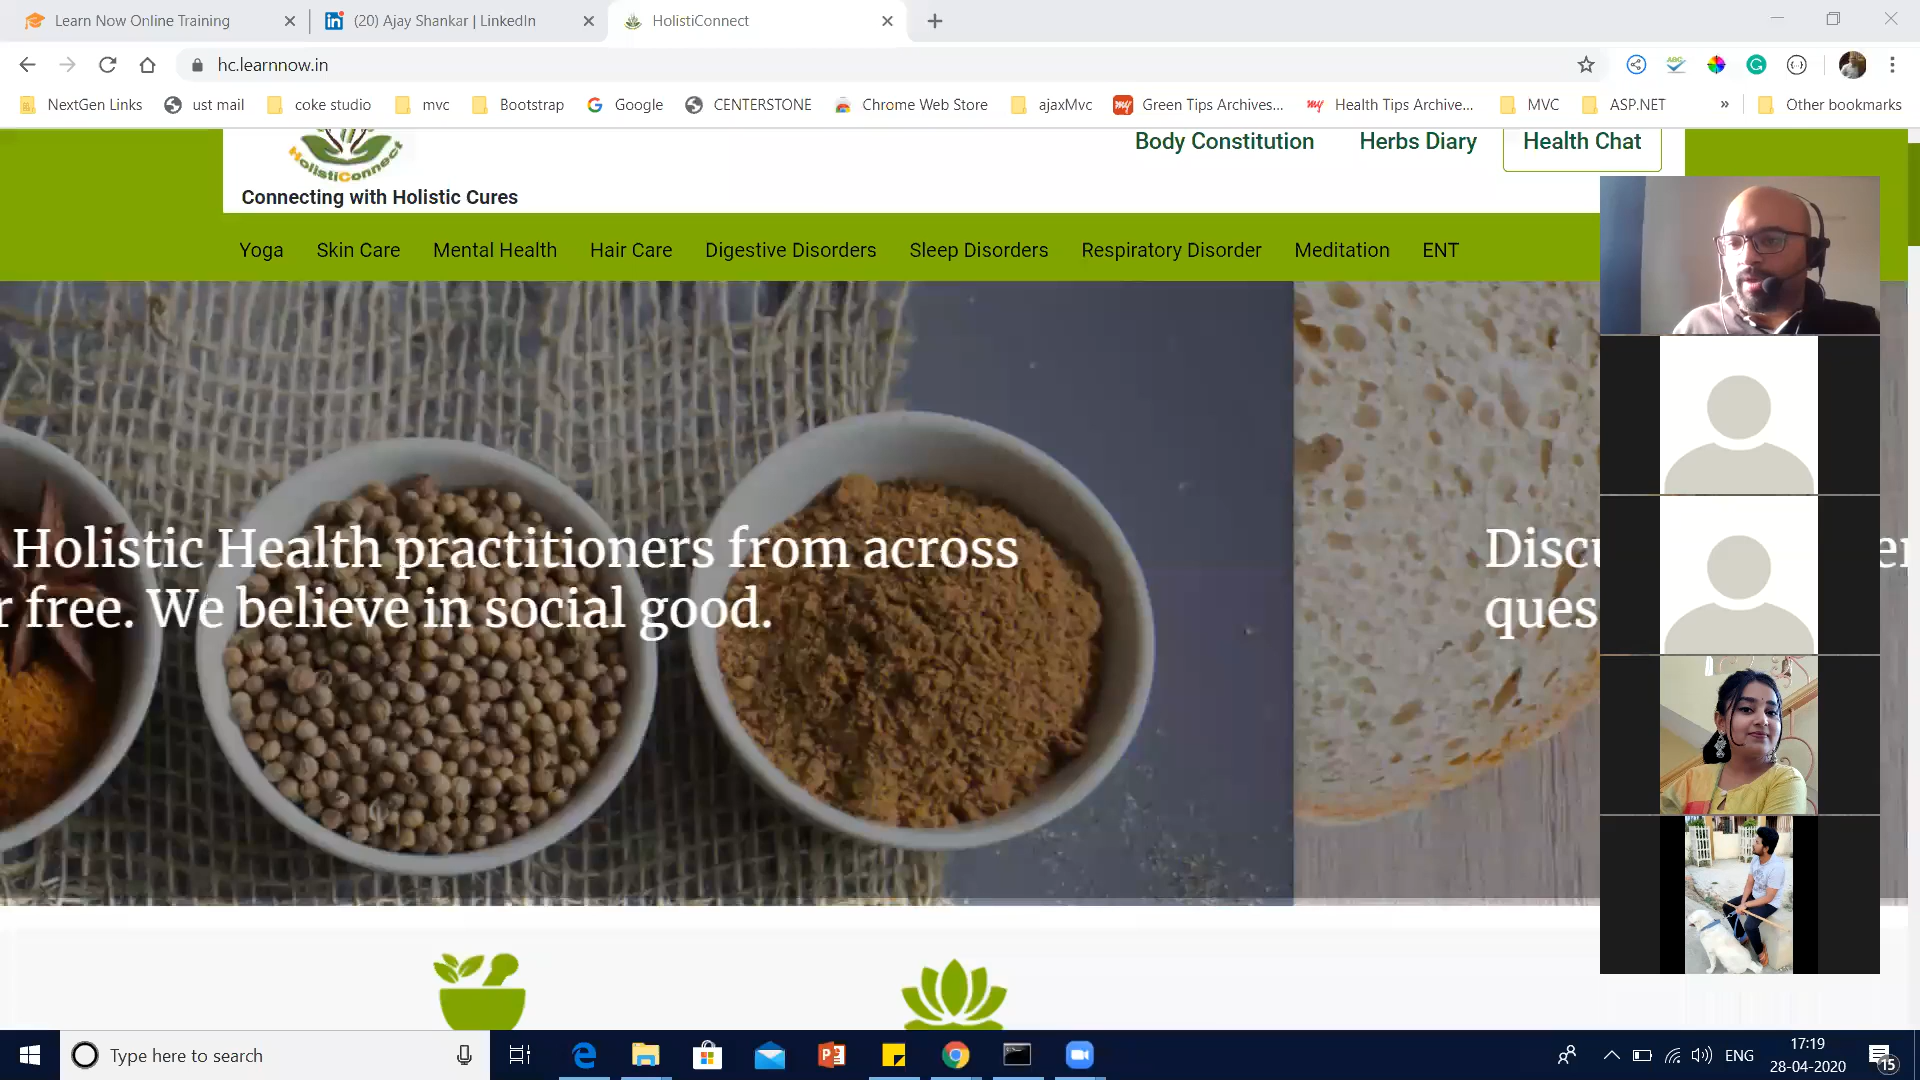 Learn Now Online Training
(20) Ajay Shankar | LinkedIn
HolistiConnect
hc.learnnow.in
NextGen Links
ust mail
coke studio
mvc
Bootstrap
Google
CENTERSTONE
Chrome Web Store
ajaxMvc
Green Tips Archives...
Health Tips Archive...
MVC
ASP.NET
»
Other bookmarks
HolistiConnect
Connecting with Holistic Cures
Body Constitution
Herbs Diary
Health Chat
Yoga
Skin Care
Mental Health
Hair Care
Digestive Disorders
Sleep Disorders
Respiratory Disorder
Meditation
ENT
Holistic Health practitioners from across
r free. We believe in social good.
Discu
ques
Type here to search
ENG
17:19
28-04-2020
15